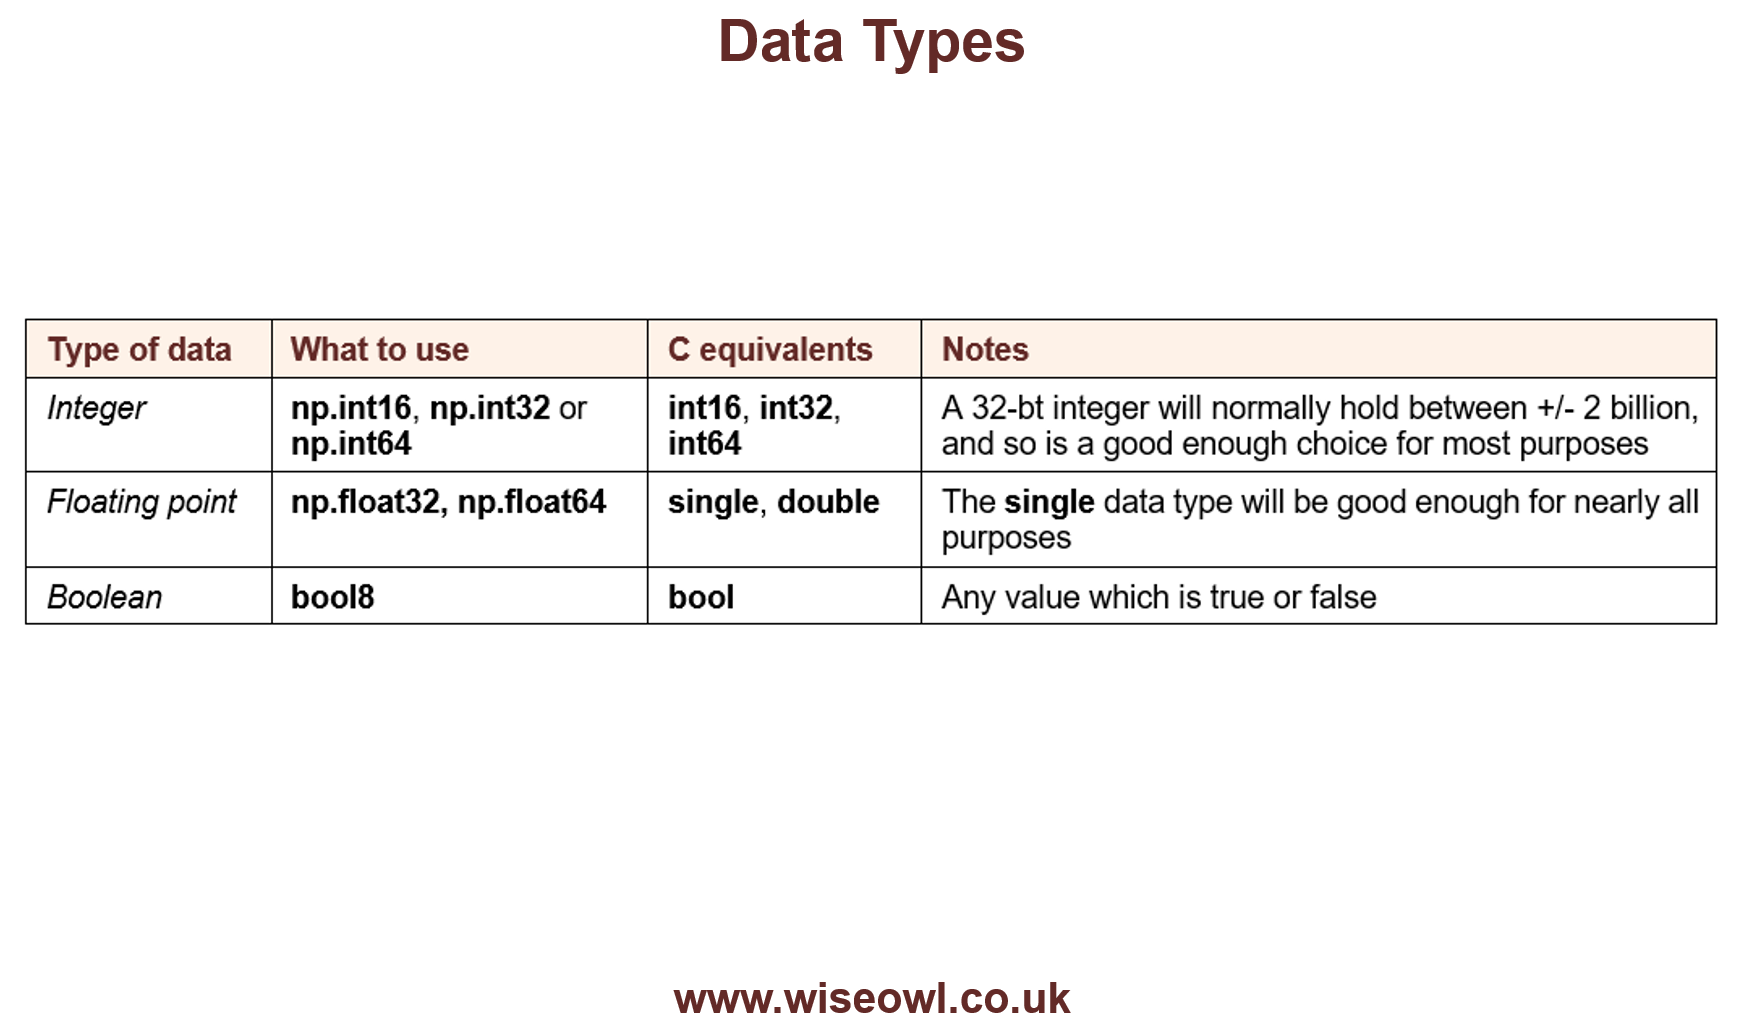 Data Types
Type of data What to use C equivalents Notes
Integer np.int16, np.int32 or np.int64 int16, int32, int64 A 32-bt integer will normally hold between +/- 2 billion, and so is a good enough choice for most purposes
Floating point np.float32, np.float64 single, double The single data type will be good enough for nearly all purposes
Boolean bool8 bool Any value which is true or false
www.wiseowl.co.uk